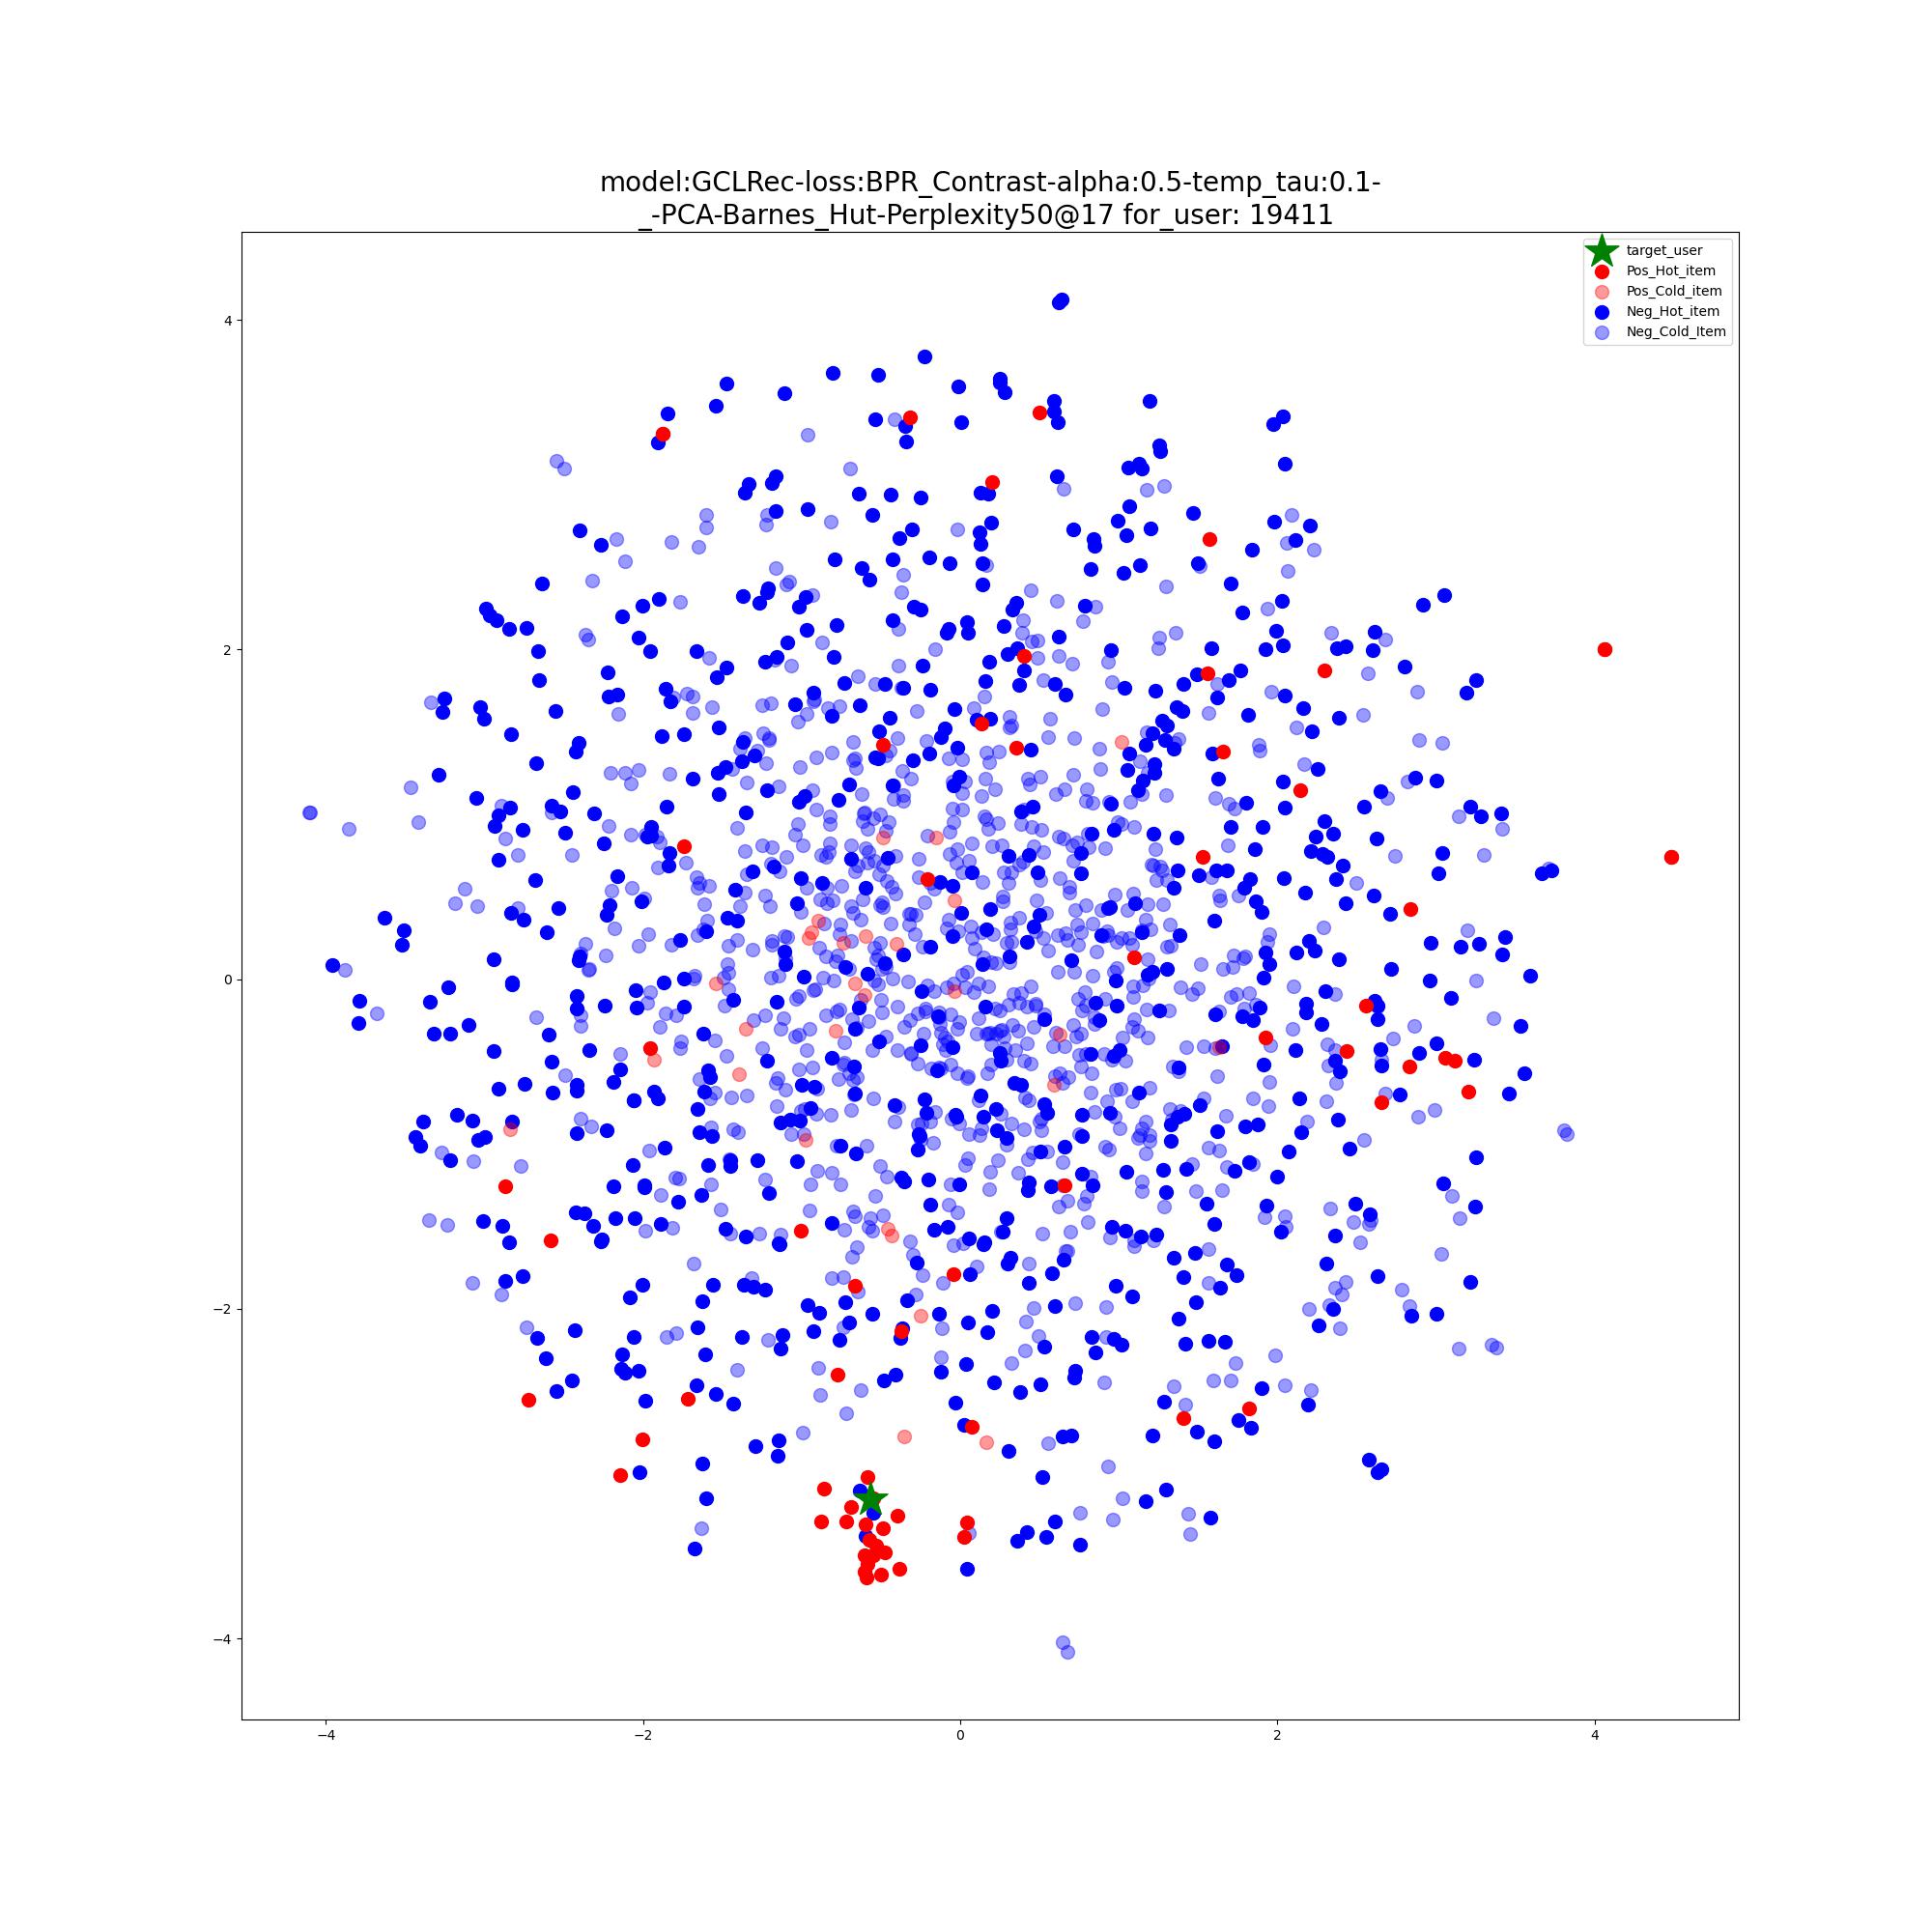 model:GCLRec-loss:BPR_Contrast-alpha:0.5-temp_tau:0.1-
_-PCA-Barnes_Hut-Perplexity50@17 for_user: 19411
target_user
Pos_Hot_item
Pos_Cold_item
Neg_Hot_item
Neg_Cold_Item
4
2
0
−2
−4
−4
−2
0
2
4